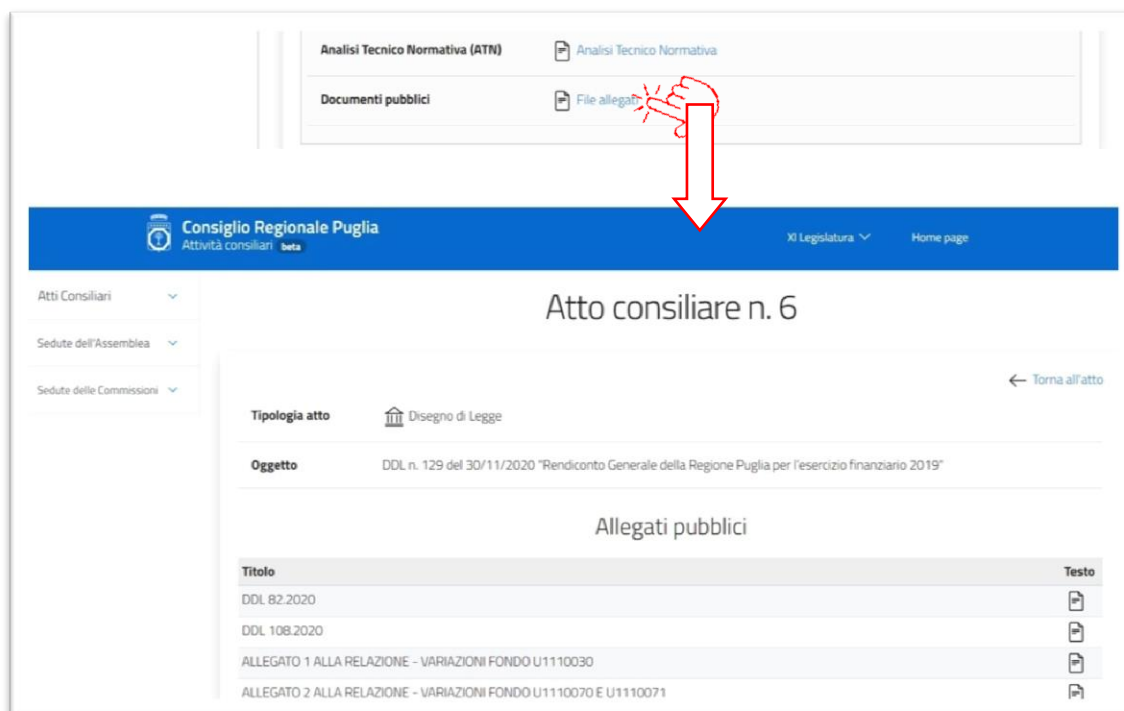 Analisi Tecnico Normativa (ATN) Analisi Tecnico Normativa
Documenti pubblici File allegati
Consiglio Regionale Puglia
Attività consiliari beta
XI Legislatura Home page
Atti Consiliari
Sedute dell'Assemblea
Sedute delle Commissioni
Atto consiliare n. 6
Torna all'atto
Tipologia atto Disegno di Legge
Oggetto DDL n. 129 del 30/11/2020 "Rendiconto Generale della Regione Puglia per l'esercizio finanziario 2019"
Allegati pubblici
Titolo Testo
DDL 82.2020
DDL 108.2020
ALLEGATO 1 ALLA RELAZIONE - VARIAZIONI FONDO U1110030
ALLEGATO 2 ALLA RELAZIONE - VARIAZIONI FONDO U1110070 E U1110071